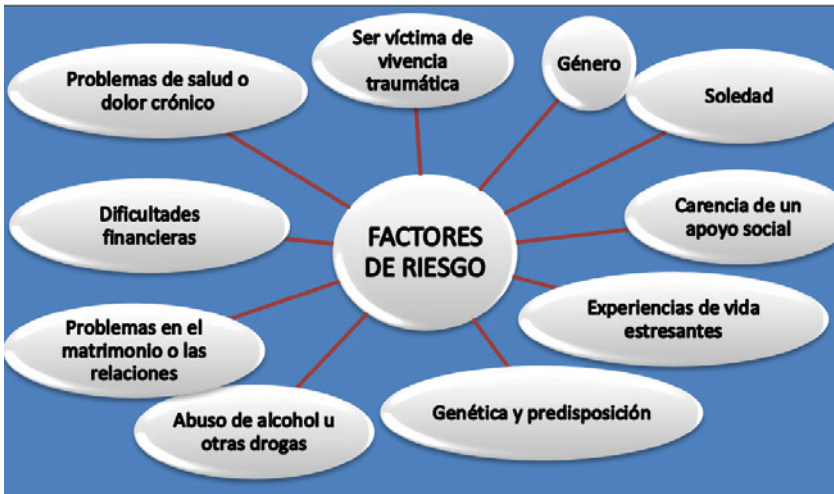 Ser víctima de
vivencia
traumática
Género
Problemas de salud o
dolor crónico
Soledad
Dificultades
financieras
FACTORES
DE RIESGO
Carencia de un
apoyo social
Problemas en el
matrimonio o las
relaciones
Experiencias de vida
estresantes
Abuso de alcohol u
otras drogas
Genética y predisposición